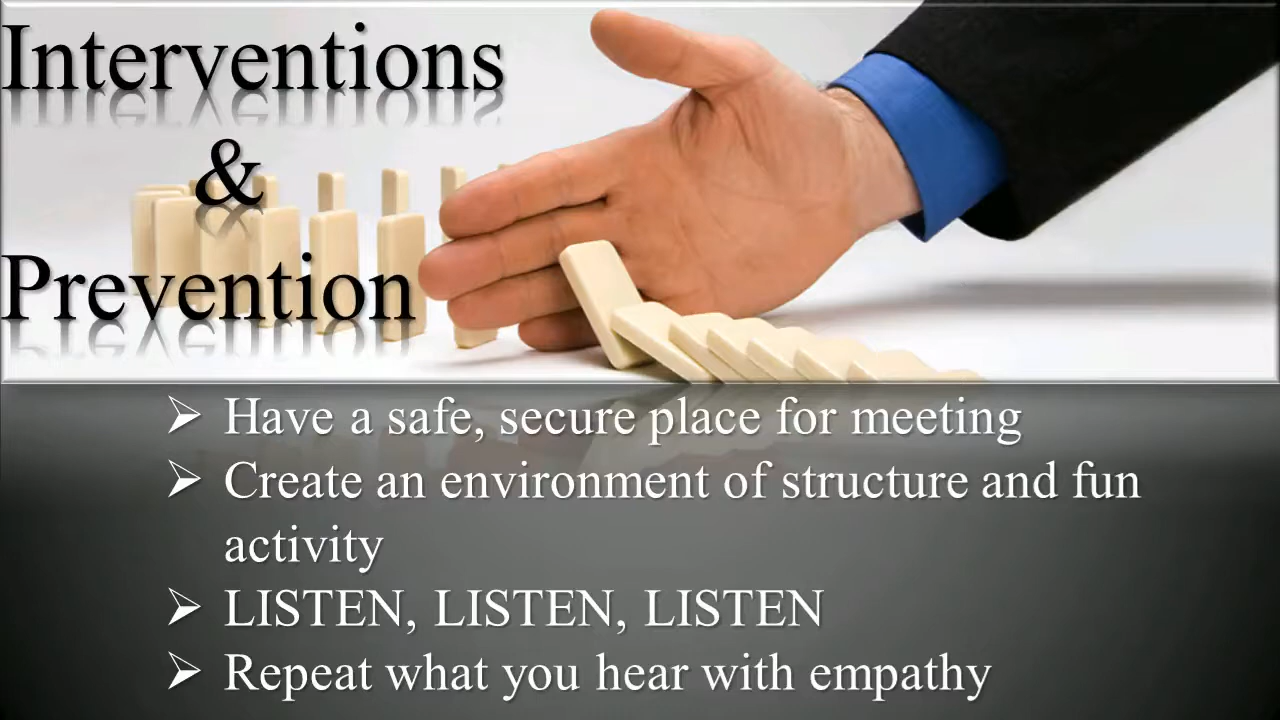 Interventions
&
Prevention
➢ Have a safe, secure place for meeting
➢ Create an environment of structure and fun
activity
➢ LISTEN, LISTEN, LISTEN
➢ Repeat what you hear with empathy